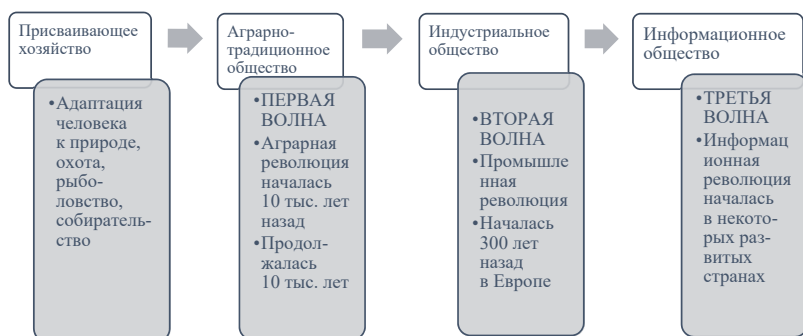 Присваивающее
хозяйство
•Адаптация
человека
к природе,
охота,
рыбо-
ловство,
собиратель-
ство
Аграрно-
традиционное
общество
•ПЕРВАЯ
ВОЛНА
•Аграрная
революция
началась
10 тыс. лет
назад
•Продол-
жалась
10 тыс. лет
Индустриальное
общество
•ВТОРАЯ
ВОЛНА
•Промышле
нная
революция
•Началась
300 лет
назад
в Европе
Информационное
общество
•ТРЕТЬЯ
ВОЛНА
•Информац
ионная
революция
началась
в некото-
рых раз-
витых
странах